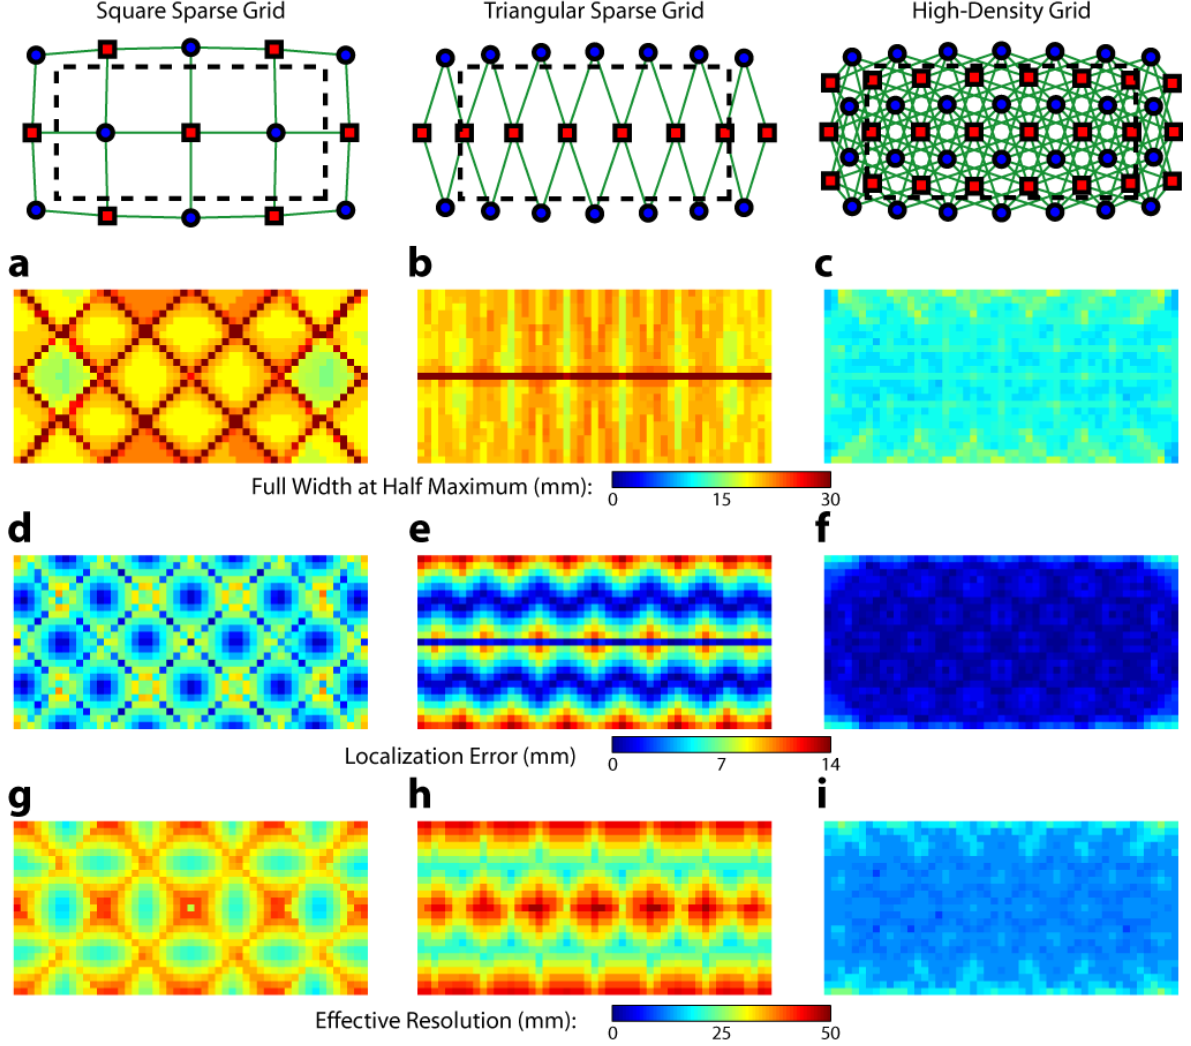 Square Sparse Grid
Triangular Sparse Grid
High-Density Grid
a
b
c
Full Width at Half Maximum (mm):
0
15
30
d
e
f
Localization Error (mm)
0
7
14
g
h
i
Effective Resolution (mm):
0
25
50